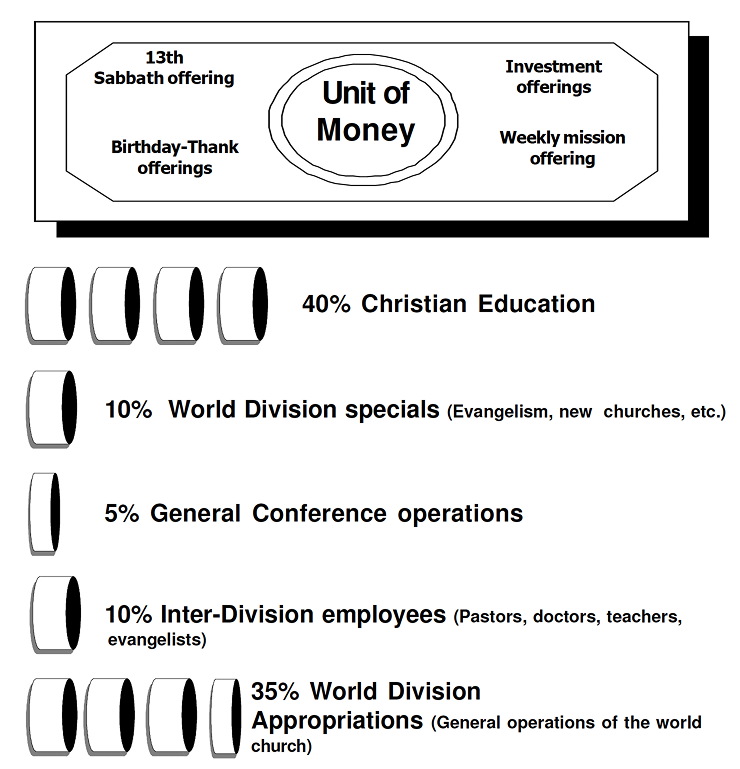 13th
Sabbath offering
Unit of
Money
Investment
offerings
Birthday-Thank
offerings
Weekly mission
offering
40% Christian Education
10% World Division specials (Evangelism, new churches, etc.)
5% General Conference operations
10% Inter-Division employees (Pastors, doctors, teachers,
evangelists)
35% World Division
Appropriations (General operations of the world
church)